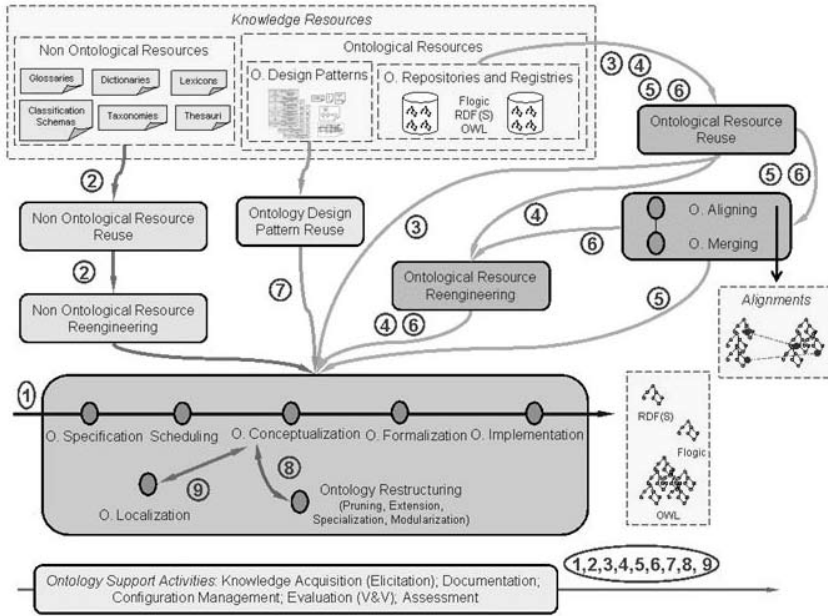 Knowledge Resources
Non Ontological Resources
Glossaries
Dictionaries
Lexicons
Classification
Schemas
Taxonomies
Thesauri
Ontological Resources
O. Design Patterns
O. Repositories and Registries
Flogic
RDF(S)
OWL
3 4
5 6
Ontological Resource
Reuse
2
Non Ontological Resource
Reuse
2
Non Ontological Resource
Reengineering
Ontology Design
Pattern Reuse
7
3
4
5 6
O. Aligning
O. Merging
6
Ontological Resource
Reengineering
4 6
5
Alignments
1
O. Specification
Scheduling
O. Conceptualization
O. Formalization
O. Implementation
9
8
O. Localization
Ontology Restructuring
(Pruning, Extension,
Specialization, Modularization)
RDF(S)
Flogic
OWL
Ontology Support Activities: Knowledge Acquisition (Elicitation); Documentation;
Configuration Management; Evaluation (V&V); Assessment
1,2,3,4,5,6,7,8, 9